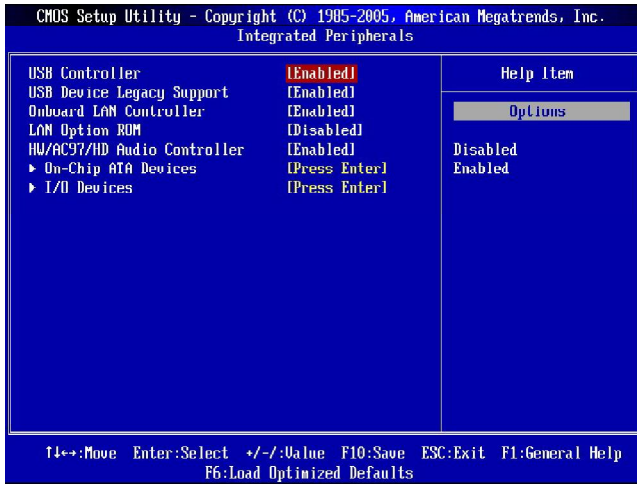 CMOS Setup Utility - Copyright (C) 1985-2005, American Megatrends, Inc.
Integrated Peripherals
USB Controller [Enabled]
USB Device Legacy Support [Enabled]
Onboard LAN Controller [Enabled]
LAN Option ROM [Disabled]
HW/AC97/HD Audio Controller [Enabled]
▶ On-Chip ATA Devices [Press Enter]
▶ I/O Devices [Press Enter]
Help Item
Options
Disabled
Enabled
↑↓←→:Move Enter:Select +/-/:Value F10:Save ESC:Exit F1:General Help
F6:Load Optimized Defaults